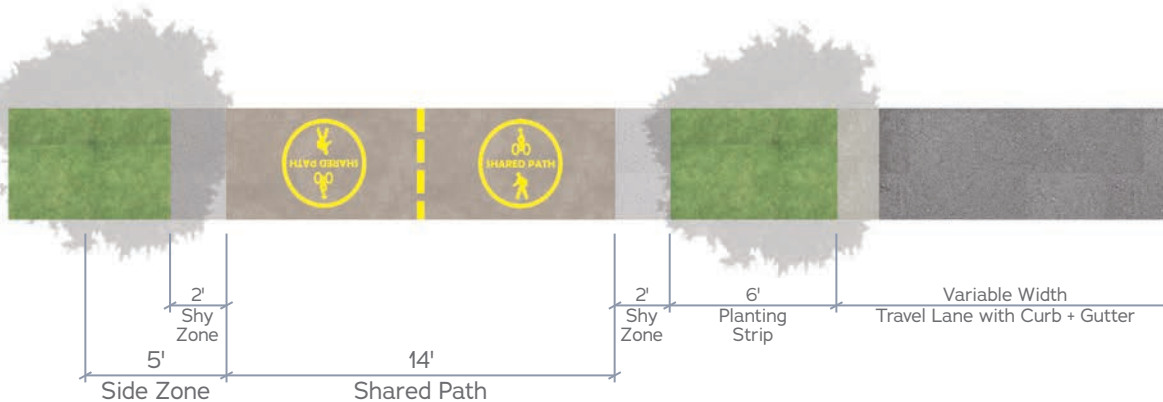 SHARED PATH
SHARED PATH
2'
Shy
Zone
2'
Shy
Zone
6'
Planting
Strip
Variable Width
Travel Lane with Curb + Gutter
5'
Side Zone
14'
Shared Path